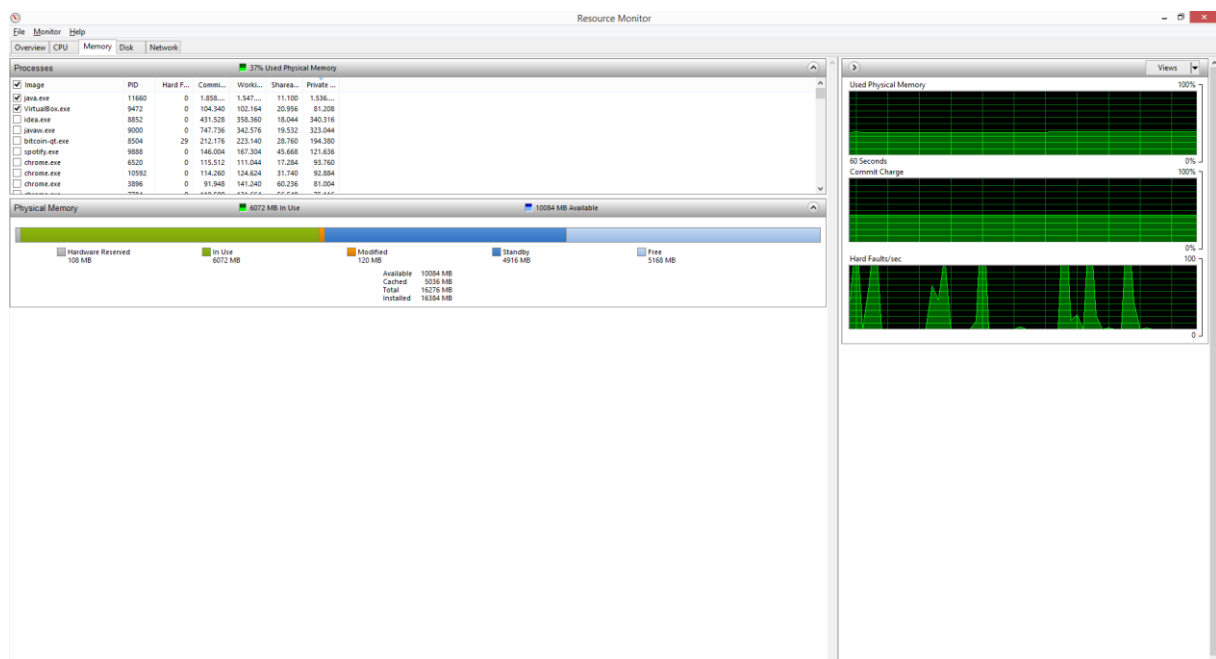 Resource Monitor
File Monitor Help
Overview CPU Memory Disk Network
Processes 37% Used Physical Memory
Image PID Hard F... Commi... Worki... Sharea... Private ...
java.exe 11660 0 1.858.... 1.547.... 11.100 1.536....
VirtualBox.exe 9472 0 104.340 102.164 20.956 81.208
idea.exe 8852 0 431.528 358.360 18.044 340.316
javaw.exe 9000 0 747.736 342.576 19.532 323.044
bitcoin-qt.exe 8504 29 212.176 223.140 28.760 194.380
spotify.exe 9888 0 146.004 167.304 45.668 121.636
chrome.exe 6520 0 115.512 111.044 17.284 93.760
chrome.exe 10592 0 114.260 124.624 31.740 92.884
chrome.exe 3896 0 91.948 141.240 60.236 81.004
Physical Memory 6072 MB In Use 10084 MB Available
Hardware Reserved In Use Modified Standby Free
108 MB 6072 MB 120 MB 4916 MB 5168 MB
Available 10084 MB
Cached 5036 MB
Total 16276 MB
Installed 16384 MB
Views
Used Physical Memory 100%
60 Seconds 0%
Commit Charge 100%
0%
Hard Faults/sec 100
0